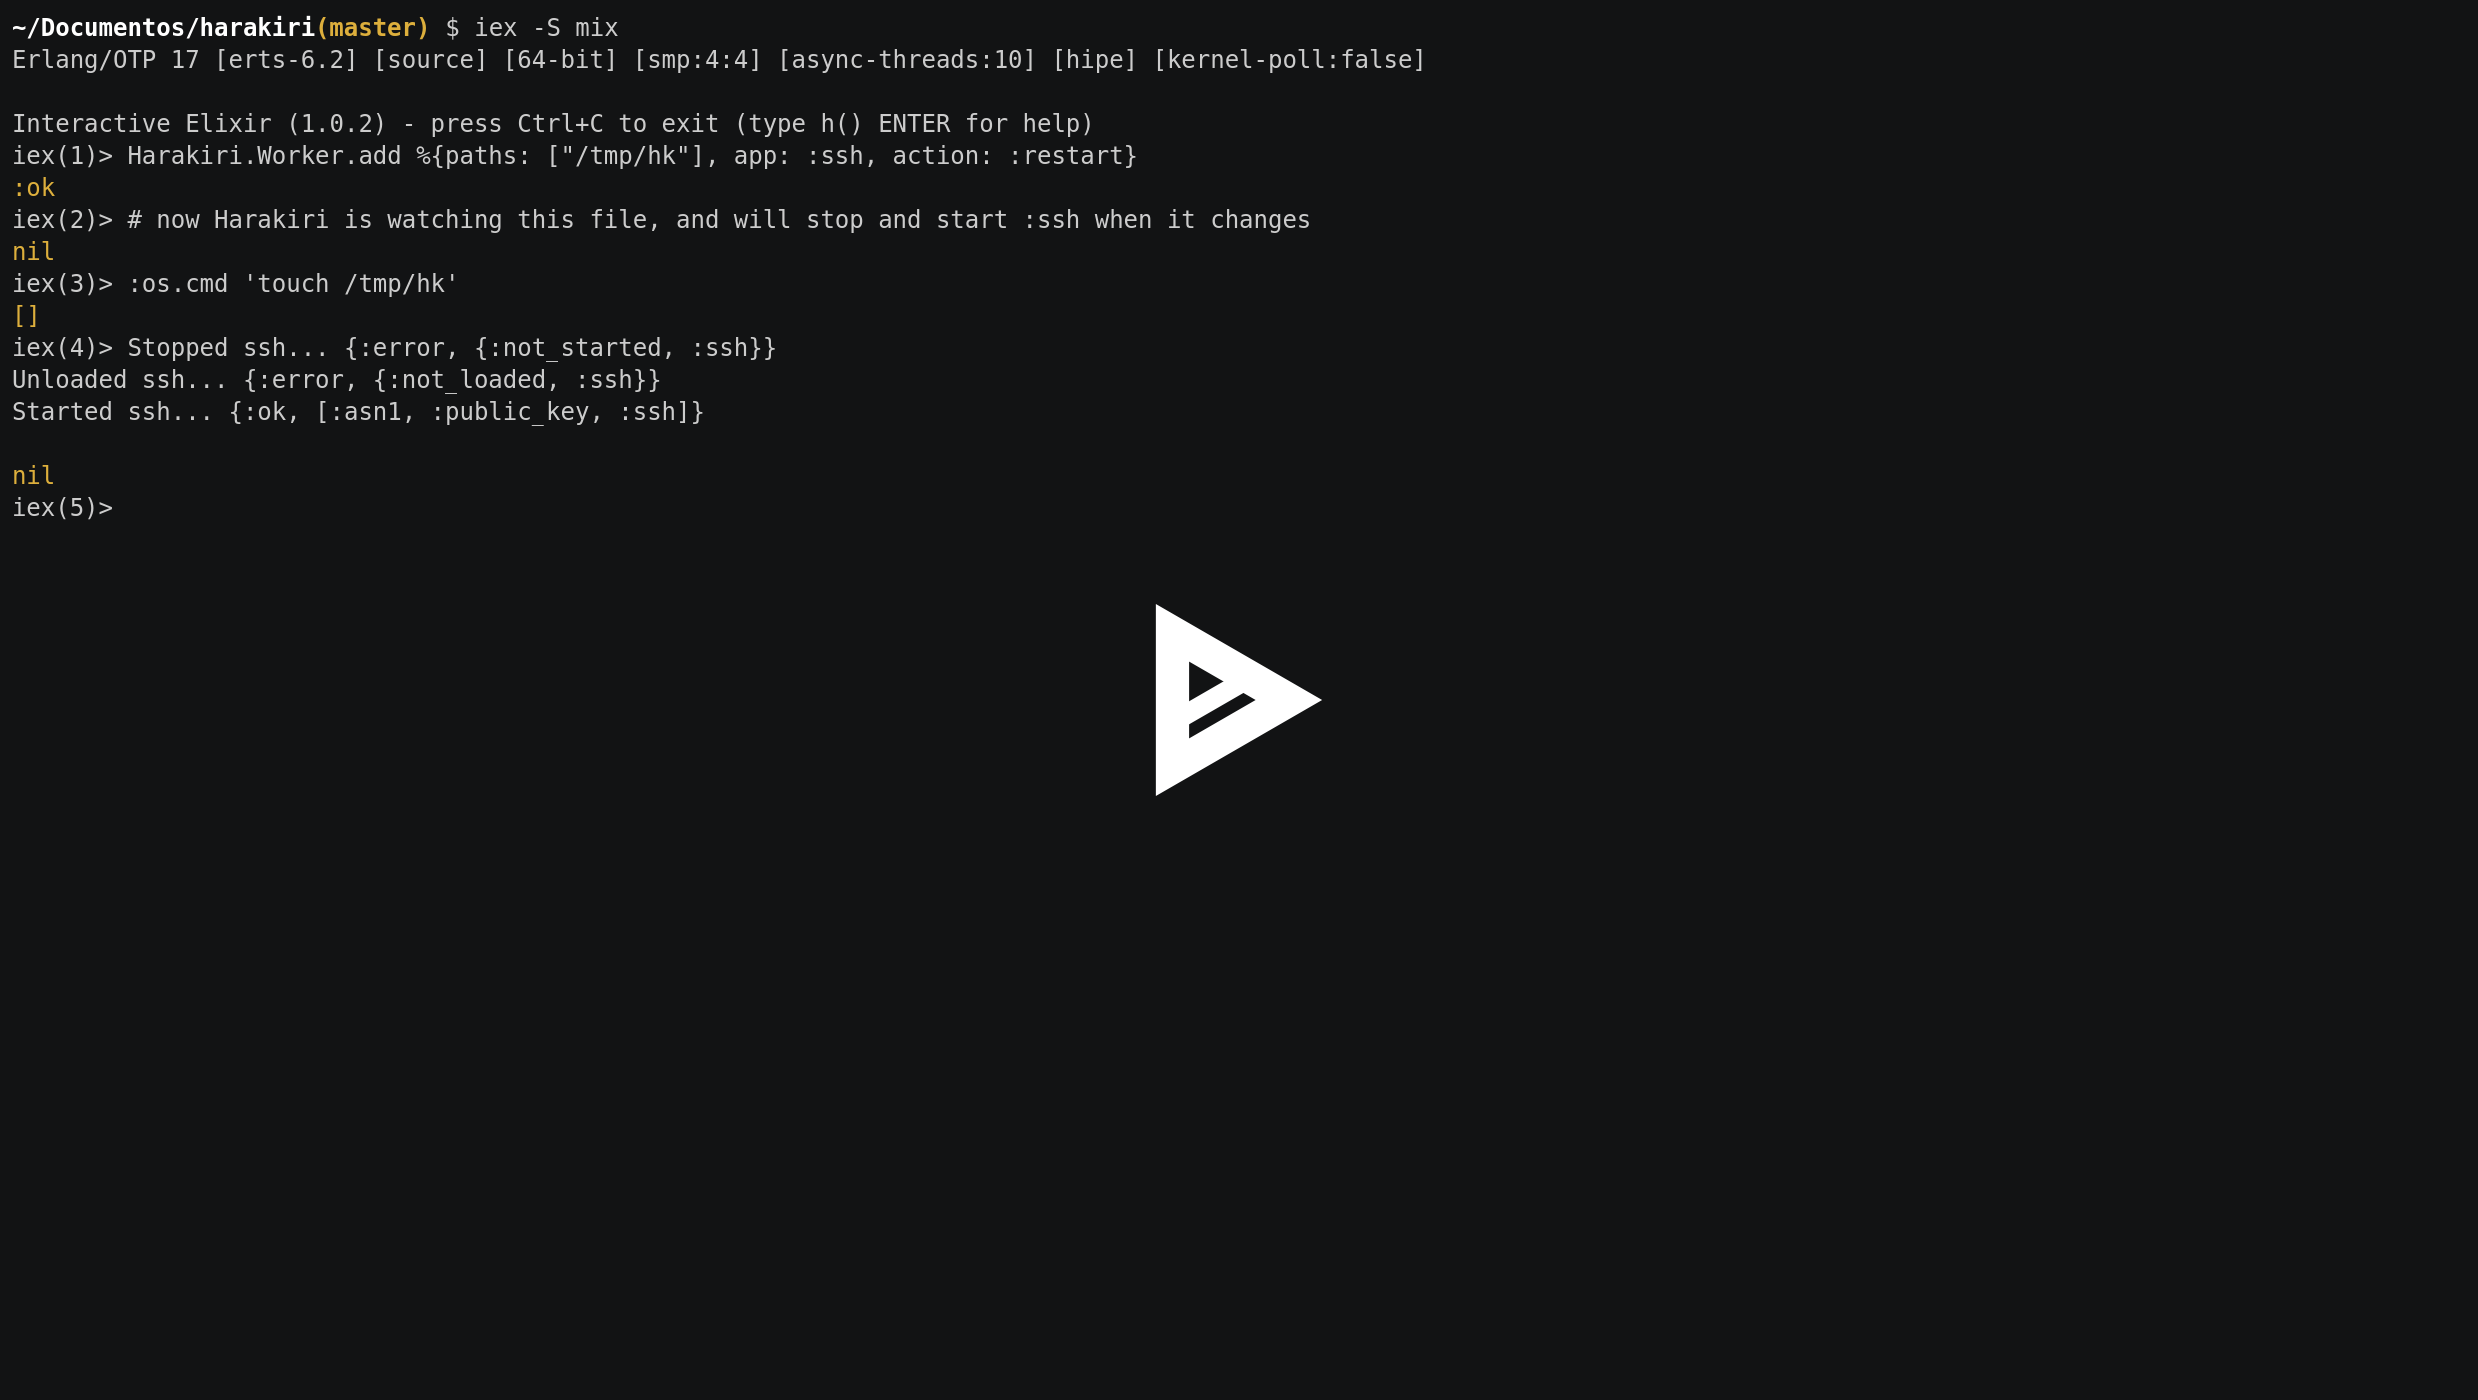 ~/Documentos/harakiri(master) $ iex -S mix
Erlang/OTP 17 [erts-6.2] [source] [64-bit] [smp:4:4] [async-threads:10] [hipe] [kernel-poll:false]
Interactive Elixir (1.0.2) - press Ctrl+C to exit (type h() ENTER for help)
iex(1)> Harakiri.Worker.add %{paths: ["/tmp/hk"], app: :ssh, action: :restart}
:ok
iex(2)> # now Harakiri is watching this file, and will stop and start :ssh when it changes
nil
iex(3)> :os.cmd 'touch /tmp/hk'
[]
iex(4)> Stopped ssh... {:error, {:not_started, :ssh}}
Unloaded ssh... {:error, {:not_loaded, :ssh}}
Started ssh... {:ok, [:asn1, :public_key, :ssh]}
nil
iex(5)>